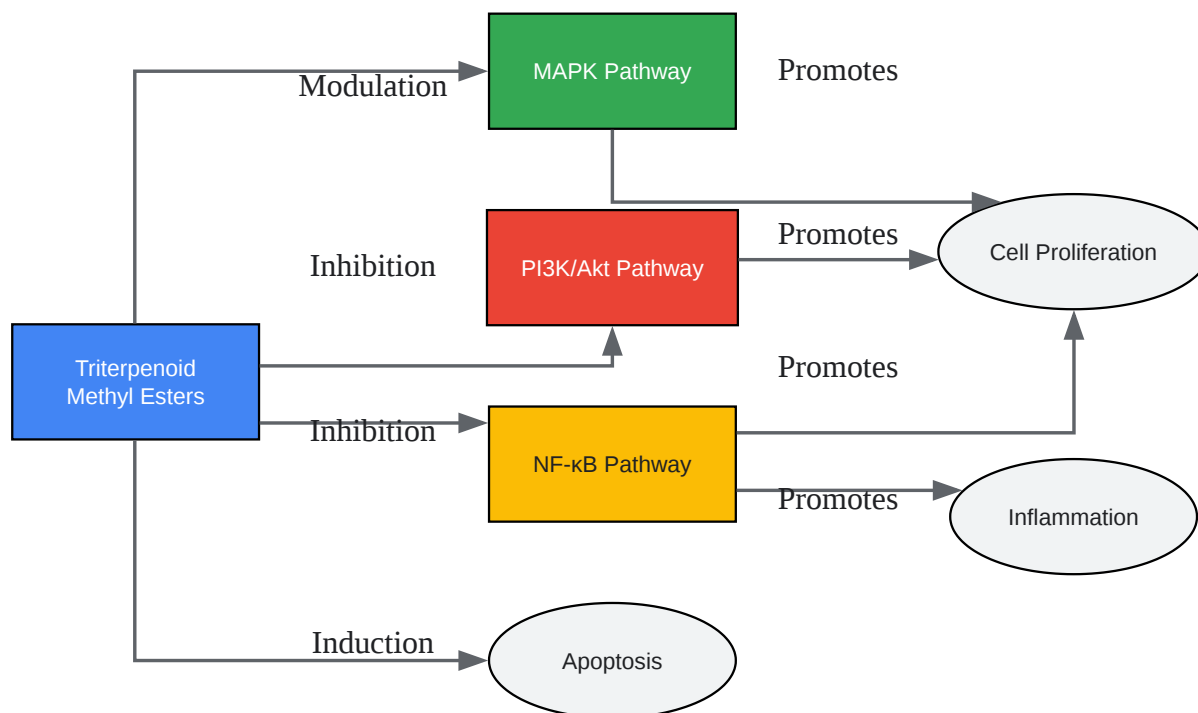 MAPK Pathway
Promotes
Modulation
Promotes
Cell Proliferation
Inhibition
PI3K/Akt Pathway
Triterpenoid
Methyl Esters
Promotes
Inhibition
NF-κB Pathway
Promotes
Inflammation
Induction
Apoptosis